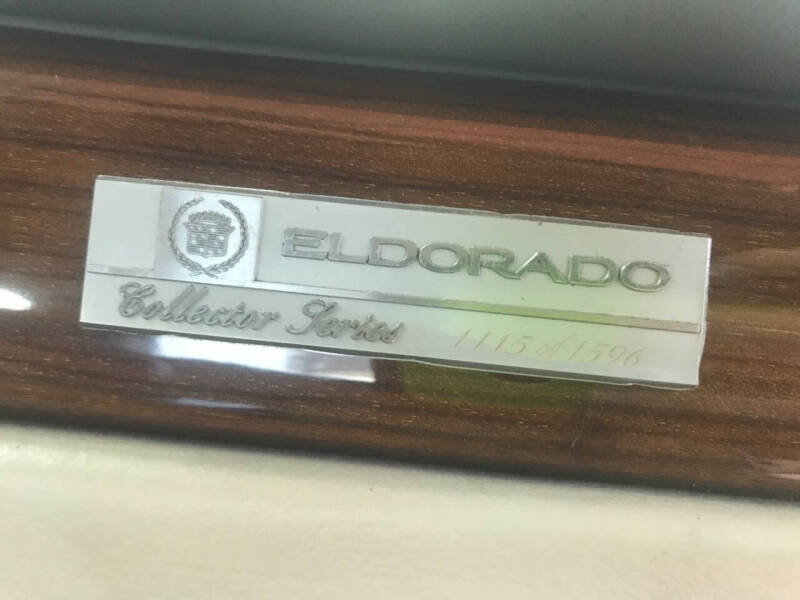 ELDORADO
Collector Series 1115 of 1596